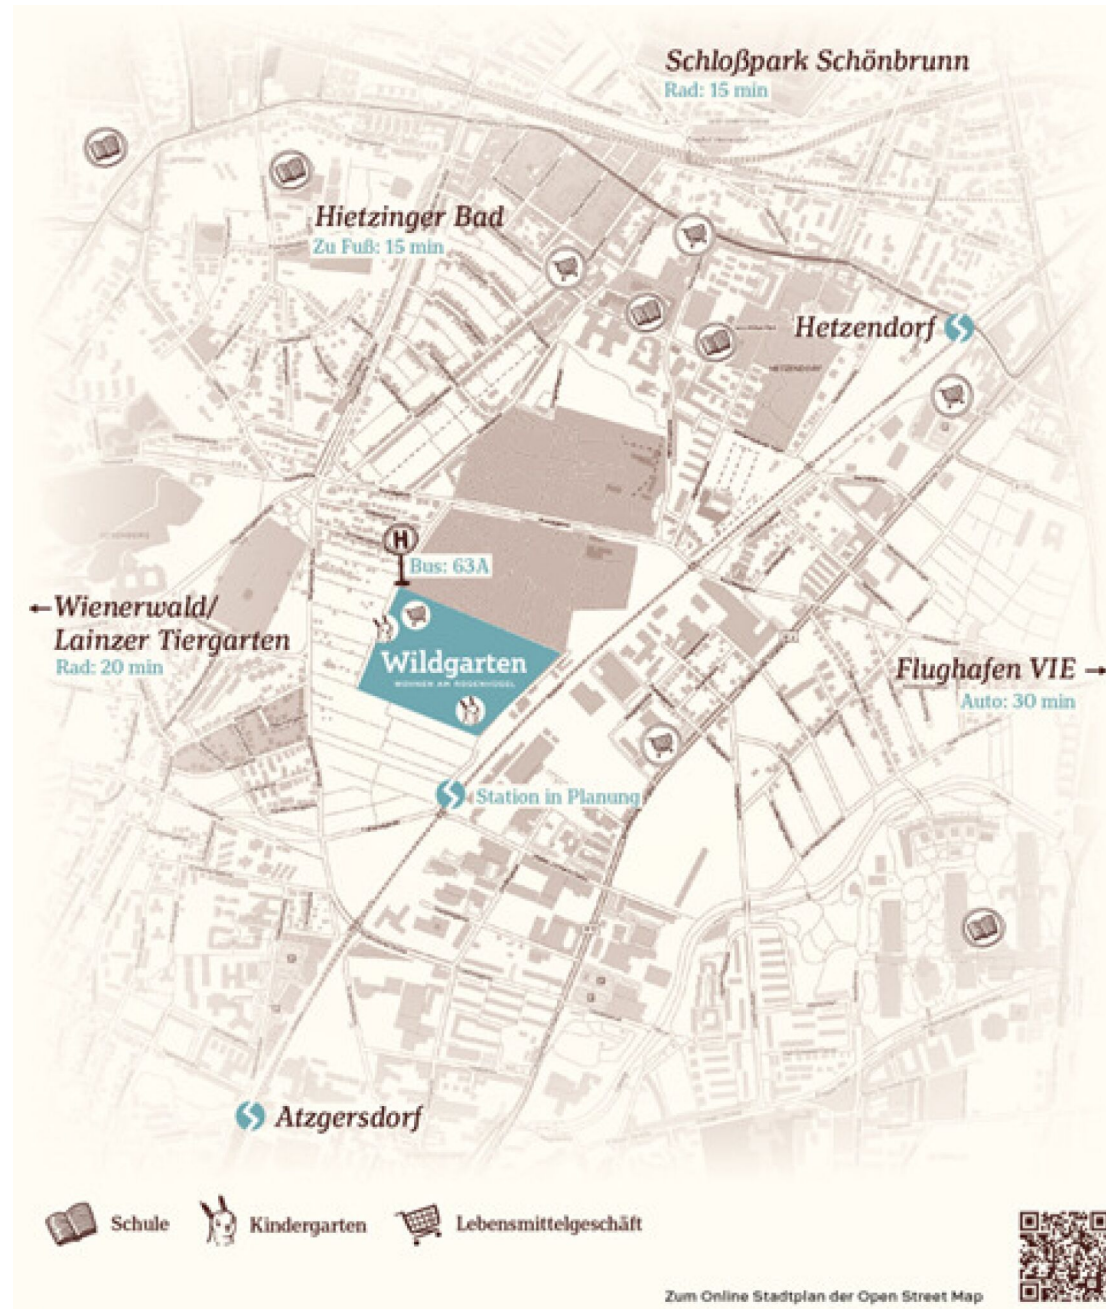 Schloßpark Schönbrunn
Rad: 15 min
Hietzinger Bad
Zu Fuß: 15 min
Hetzendorf
HETZENDORF
H
Bus: 63A
Wienerwald/
Lainzer Tiergarten
Rad: 20 min
Wildgarten
WOHNEN AM ROSENHÜGEL
Flughafen VIE
Auto: 30 min
Station in Planung
Atzgersdorf
Schule
Kindergarten
Lebensmittelgeschäft
Zum Online Stadtplan der Open Street Map